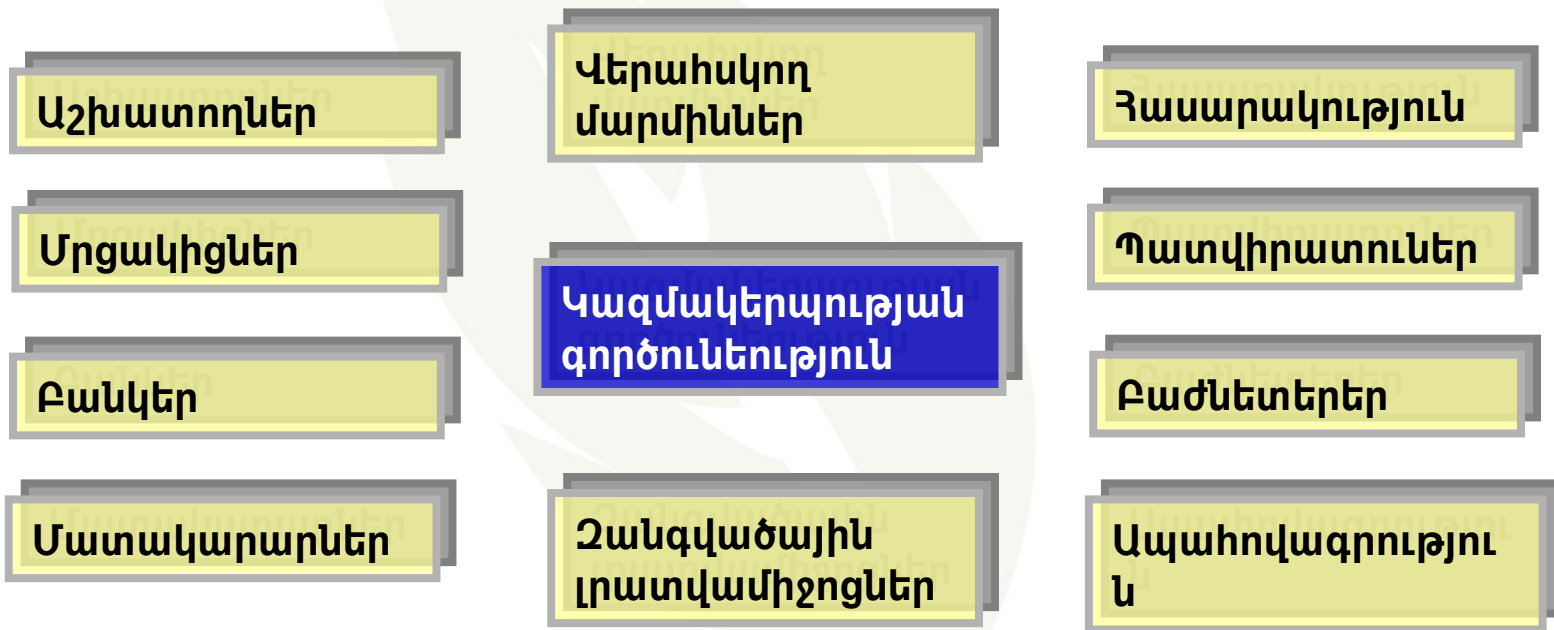 Աշխատողներ
Վերահսկող
մարմիններ
Հասարակություն
Մրցակիցներ
Պատվիրատուներ
Կազմակերպության
գործունեություն
Բանկեր
Բաժնետերեր
Մատակարարներ
Զանգվածային
լրատվամիջոցներ
Ապահովագրությու
ն